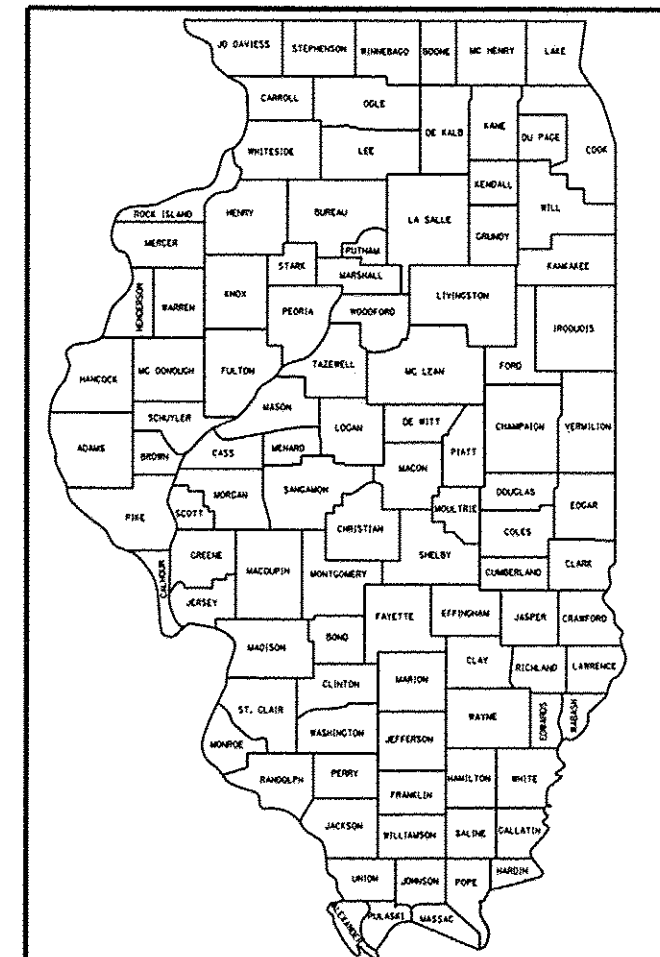 JO DAVIESS
STEPHENSON
WINNEBAGO
BOONE
MC HENRY
LAKE
CARROLL
OGLE
DE KALB
KANE
DU PAGE
COOK
WHITESIDE
LEE
KENDALL
WILL
ROCK ISLAND
HENRY
BUREAU
LA SALLE
GRUNDY
MERCER
PUTNAM
KANKAKEE
STARK
MARSHALL
HENDERSON
WARREN
KNOX
PEORIA
WOODFORD
LIVINGSTON
IROQUOIS
HANCOCK
MC DONOUGH
FULTON
TAZEWELL
MC LEAN
FORD
SCHUYLER
MASON
LOGAN
DE WITT
CHAMPAIGN
VERMILION
ADAMS
BROWN
CASS
MENARD
MACON
PIATT
PIKE
SCOTT
MORGAN
SANGAMON
CHRISTIAN
MOULTRIE
DOUGLAS
EDGAR
COLES
CALHOUN
GREENE
MACOUPIN
MONTGOMERY
SHELBY
CUMBERLAND
CLARK
JERSEY
FAYETTE
EFFINGHAM
JASPER
CRAWFORD
MADISON
BOND
CLAY
RICHLAND
LAWRENCE
ST. CLAIR
CLINTON
MARION
WAYNE
EDWARDS
WABASH
MONROE
WASHINGTON
JEFFERSON
RANDOLPH
PERRY
FRANKLIN
HAMILTON
WHITE
JACKSON
WILLIAMSON
SALINE
GALLATIN
UNION
JOHNSON
POPE
HARDIN
ALEXANDER
PULASKI
MASSAC